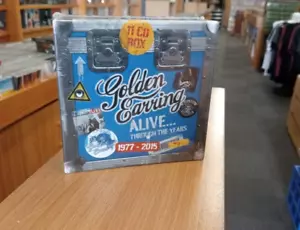 11 CD
BOX
Golden
Earring
ALIVE...
THROUGH THE YEARS
1977 - 2015